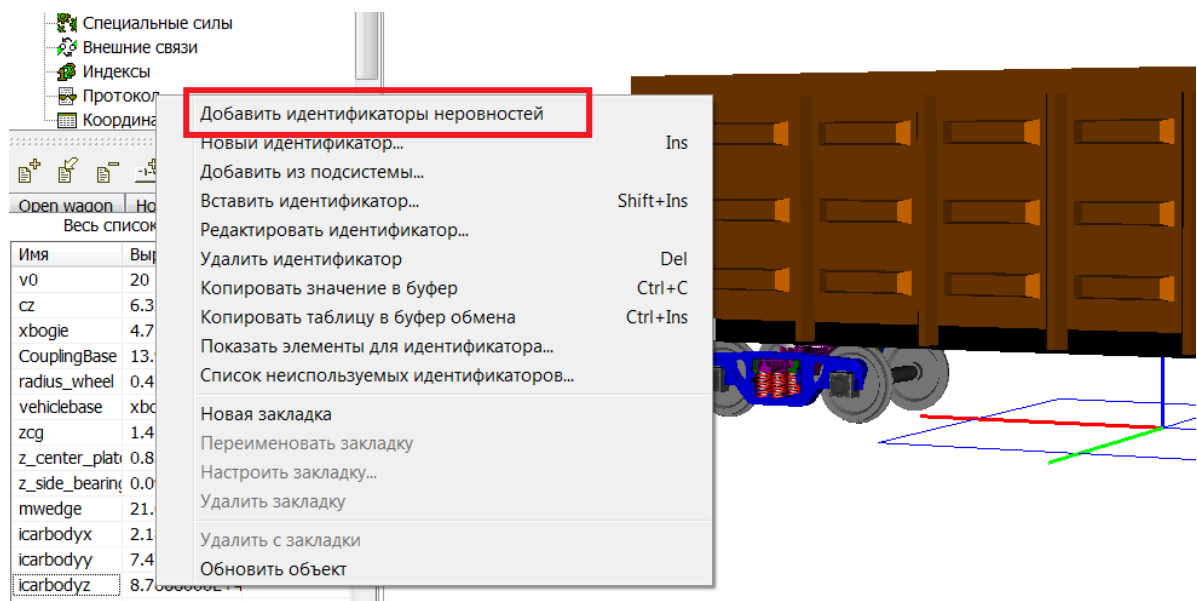 Специальные силы
Внешние связи
Индексы
Протокол
Координа
Добавить идентификаторы неровностей
Новый идентификатор... Ins
Добавить из подсистемы...
Вставить идентификатор... Shift+Ins
Редактировать идентификатор...
Удалить идентификатор Del
Копировать значение в буфер Ctrl+C
Копировать таблицу в буфер обмена Ctrl+Ins
Показать элементы для идентификатора...
Список неиспользуемых идентификаторов...
Новая закладка
Переименовать закладку
Настроить закладку...
Удалить закладку
Удалить с закладки
Обновить объект
Open wagon Но
Весь список
Имя Выр
v0 20
cz 6.3
xbogie 4.7
CouplingBase 13.
radius_wheel 0.4
vehiclebase xbo
zcg 1.4
z_center_plat 0.8
z_side_bearing 0.0
mwedge 21.
icarbodyx 2.1
icarbodyy 7.4
icarbodyz 8.7